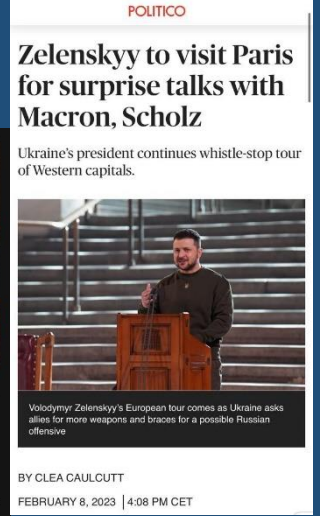 POLITICO
Zelenskyy to visit Paris
for surprise talks with
Macron, Scholz
Ukraine's president continues whistle-stop tour
of Western capitals.
Volodymyr Zelenskyy's European tour comes as Ukraine asks
allies for more weapons and braces for a possible Russian
offensive
BY CLEA CAULCUTT
FEBRUARY 8, 2023 | 4:08 PM CET